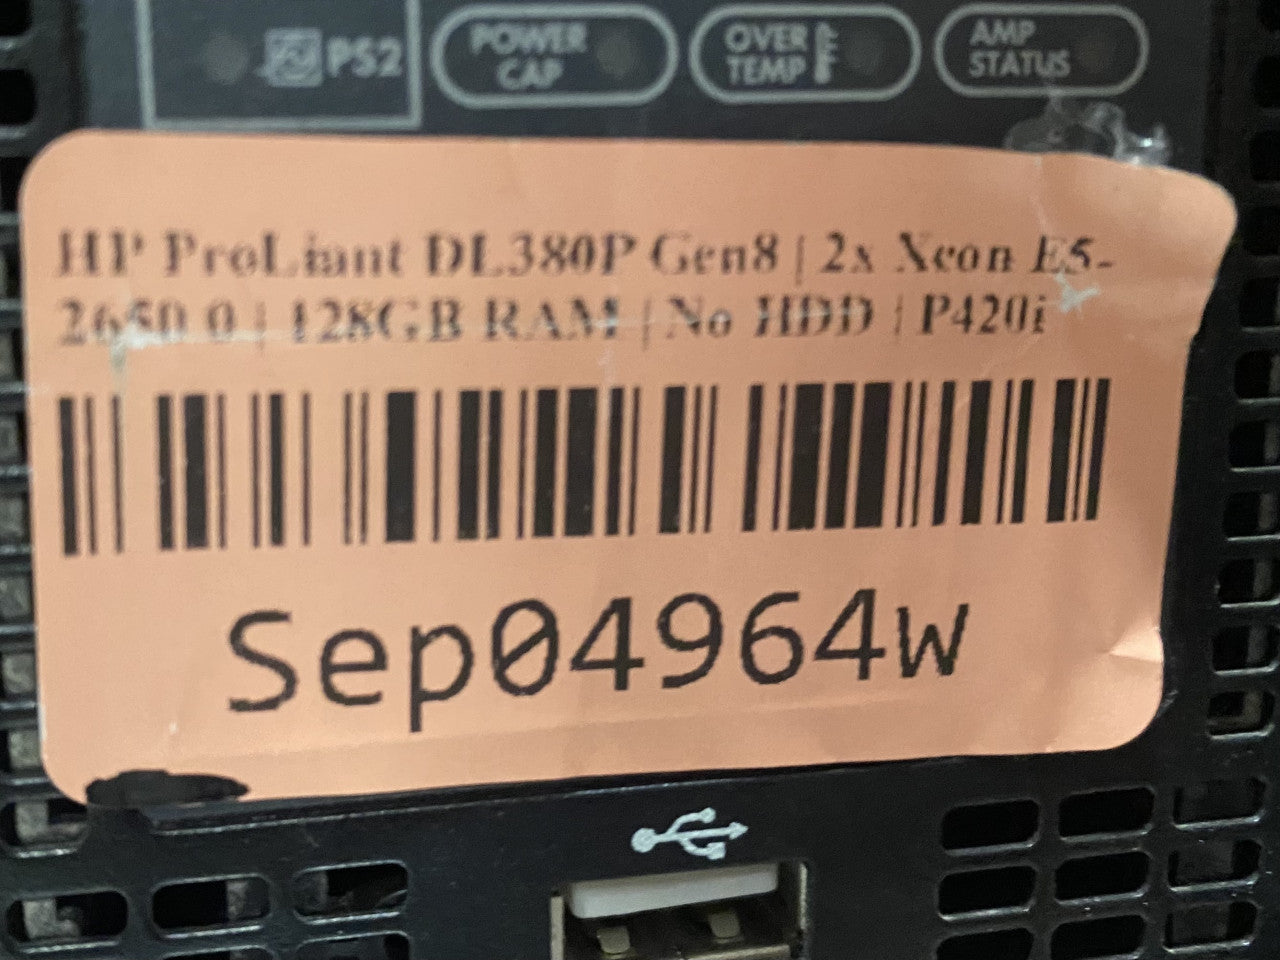 PS2
POWER
CAP
OVER
TEMP
AMP
STATUS
HP ProLiant DL380P Gen8 | 2x Xeon E5-
2650 0 | 128GB RAM | No HDD | P420i
Sep04964w